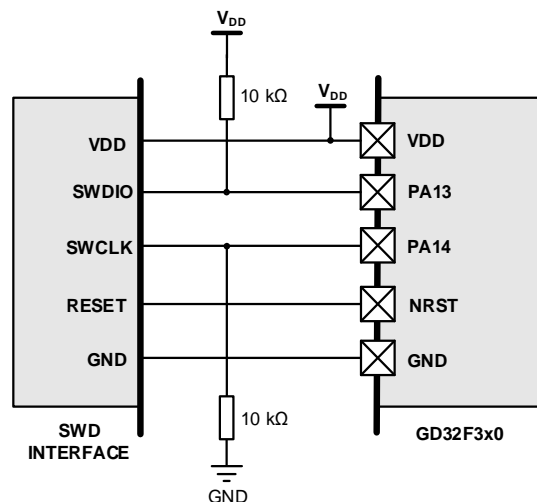 VDD
10 kΩ
VDD
VDD
VDD
SWDIO
PA13
SWCLK
PA14
RESET
NRST
GND
GND
10 kΩ
SWD
INTERFACE
GD32F3x0
GND